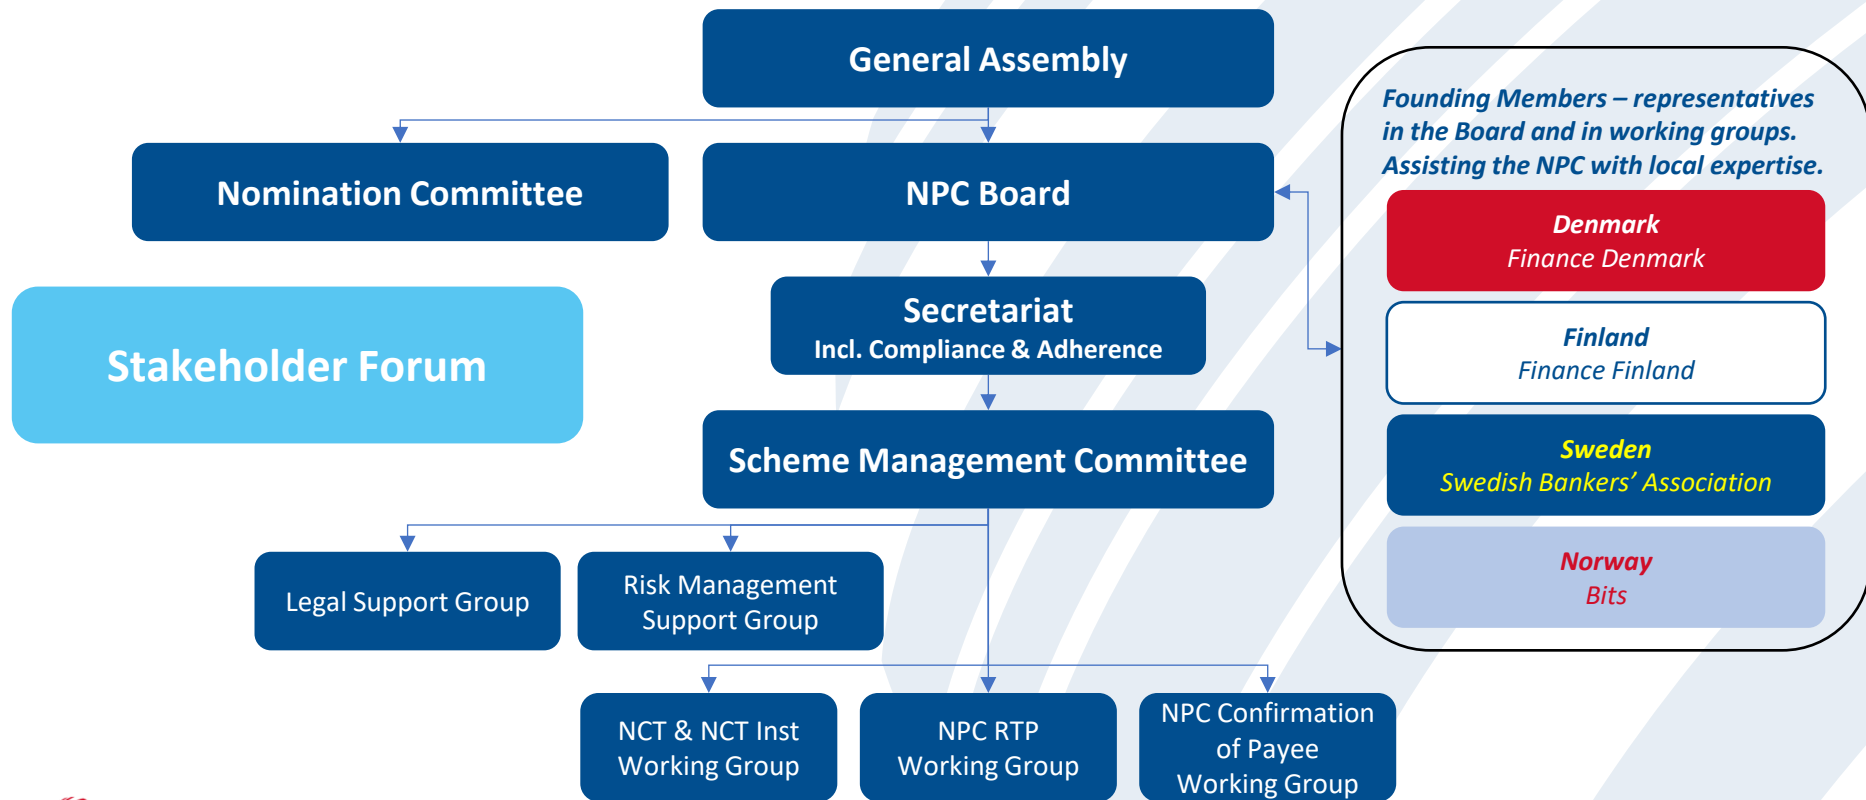 General Assembly
Founding Members – representatives
in the Board and in working groups.
Assisting the NPC with local expertise.
Nomination Committee
NPC Board
Denmark
Finance Denmark
Secretariat
Incl. Compliance & Adherence
Stakeholder Forum
Finland
Finance Finland
Scheme Management Committee
Sweden
Swedish Bankers’ Association
Legal Support Group
Risk Management
Support Group
Norway
Bits
NCT & NCT Inst
Working Group
NPC RTP
Working Group
NPC Confirmation
of Payee
Working Group